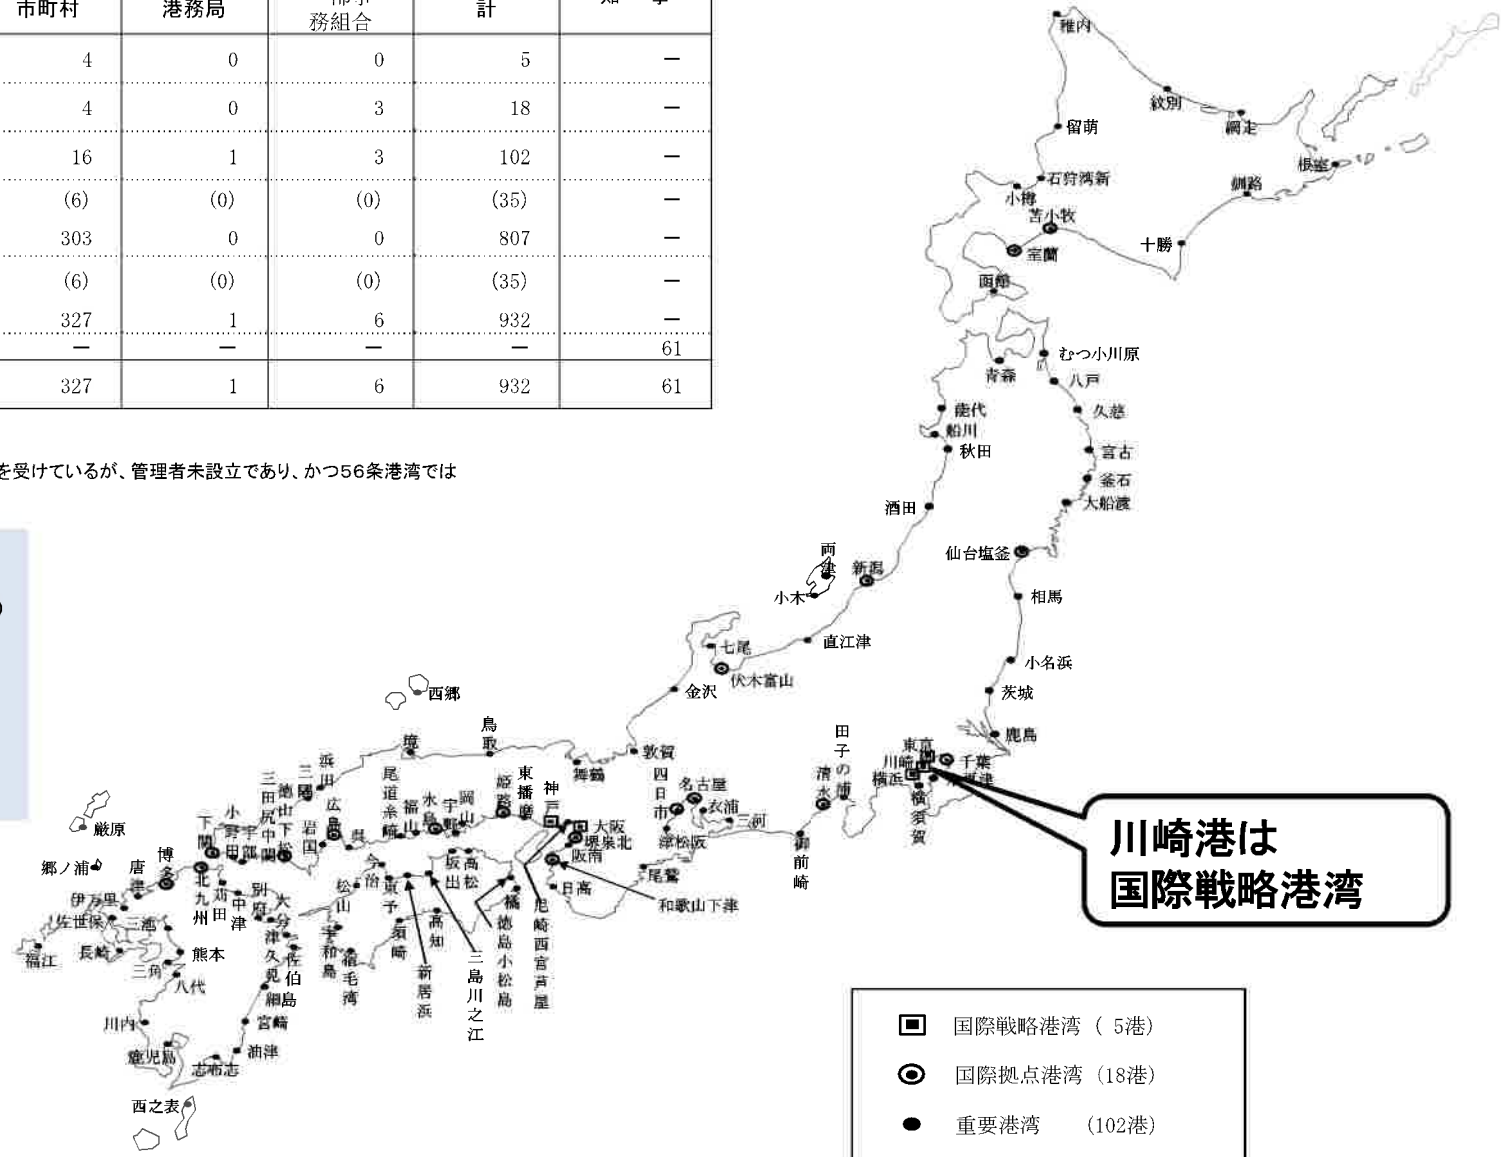 市町村 港務局 務組合 計
4 0 0 5 ー
4 0 3 18 ー
16 1 3 102 ー
(6) (0) (0) (35) ー
303 0 0 807 ー
(6) (0) (0) (35) ー
327 1 6 932 ー
ー ー ー ー 61
327 1 6 932 61
を受けているが、管理者未設立であり、かつ56条港湾では
稚内
紋別
網走
留萌
根室
石狩湾新
釧路
小樽
苫小牧
十勝
室蘭
函館
むつ小川原
青森
八戸
能代
久慈
船川
秋田
宮古
釜石
大船渡
酒田
仙台塩釜
両津
新潟
小木
相馬
直江津
七尾
小名浜
伏木富山
金沢
茨城
西郷
鹿島
鳥取
境
敦賀
舞鶴
田子の浦
東京
川崎
千葉
横浜
横須賀
清水
御前崎
四日市
名古屋
衣浦
三河
津松阪
尾鷲
浜田
三隅
三田尻中関
徳山下松
小野田
宇部
下関
岩国
広島
呉
尾道糸崎
福山
水島
宇野
岡山
姫路
東播磨
神戸
大阪
堺泉北
阪南
日高
和歌山下津
尼崎西宮芦屋
橘
徳島小松島
三島川之江
新居浜
高松
坂出
今治
東予
松山
高知
須崎
宇和島
宿毛湾
厳原
郷ノ浦
唐津
博多
北九州
苅田
中津
別府
大分
津久見
佐伯
伊万里
佐世保
三池
長崎
福江
熊本
三角
八代
細島
川内
宮崎
鹿児島
油津
志布志
西之表
川崎港は
国際戦略港湾
国際戦略港湾 ( 5港)
国際拠点港湾 (18港)
重要港湾 (102港)